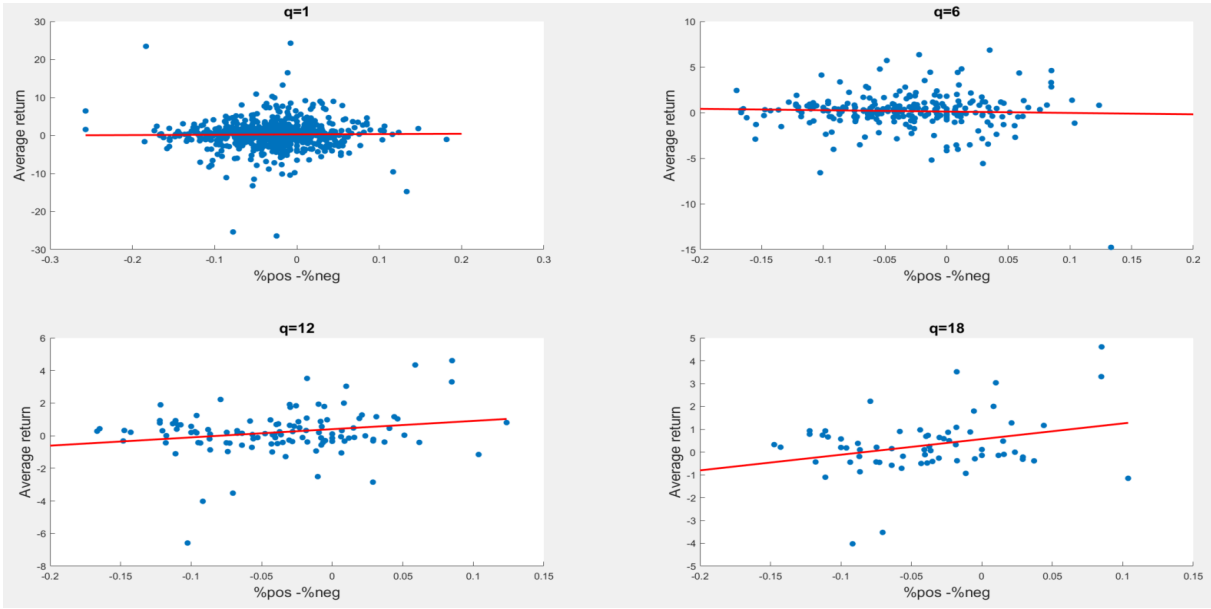 q=1
30
20
10
0
-10
-20
-30
-0.3 -0.2 -0.1 0 0.1 0.2 0.3
Average return
%pos -%neg
q=6
10
5
0
-5
-10
-15
-0.2 -0.15 -0.1 -0.05 0 0.05 0.1 0.15 0.2
Average return
%pos -%neg
q=12
6
4
2
0
-2
-4
-6
-8
-0.2 -0.15 -0.1 -0.05 0 0.05 0.1 0.15
Average return
%pos -%neg
q=18
5
4
3
2
1
0
-1
-2
-3
-4
-5
-0.2 -0.15 -0.1 -0.05 0 0.05 0.1 0.15
Average return
%pos -%neg